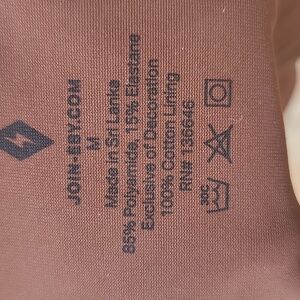 JOIN-EBY.COM
M
Made in Sri Lanka
85% Polyamide, 15% Elastane
Exclusive of Decoration
100% Cotton Lining
RN# 136646
30C